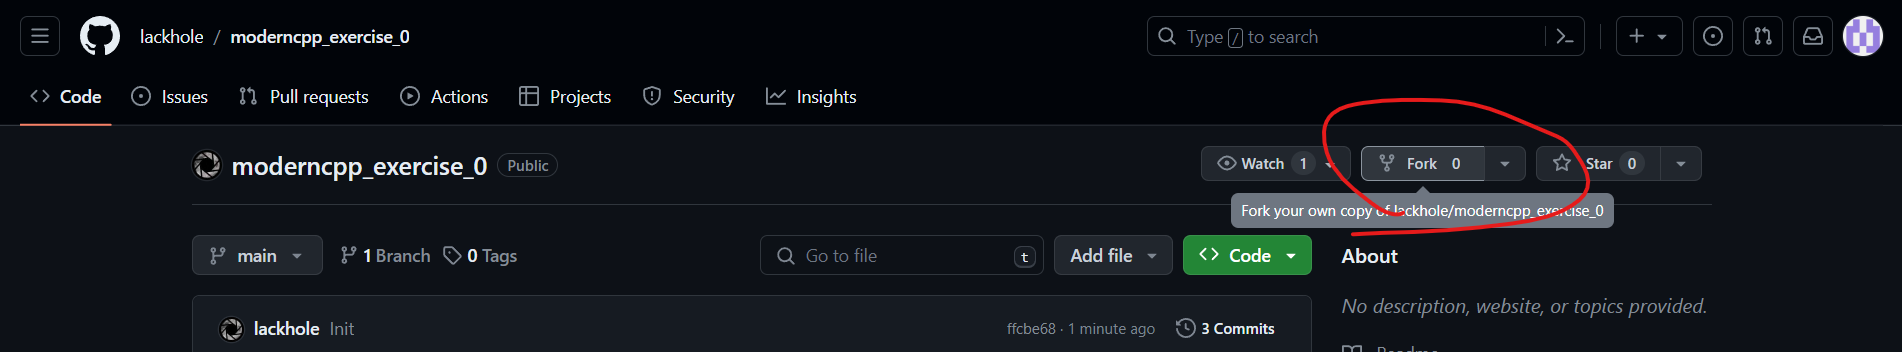 lackhole / moderncpp_exercise_0
Type / to search
Code
Issues
Pull requests
Actions
Projects
Security
Insights
moderncpp_exercise_0 Public
Watch 1
Fork 0
Star 0
Fork your own copy of lackhole/moderncpp_exercise_0
main
1 Branch
0 Tags
Go to file t
Add file
Code
About
No description, website, or topics provided.
lackhole Init
ffcbe68 · 1 minute ago
3 Commits
Readme